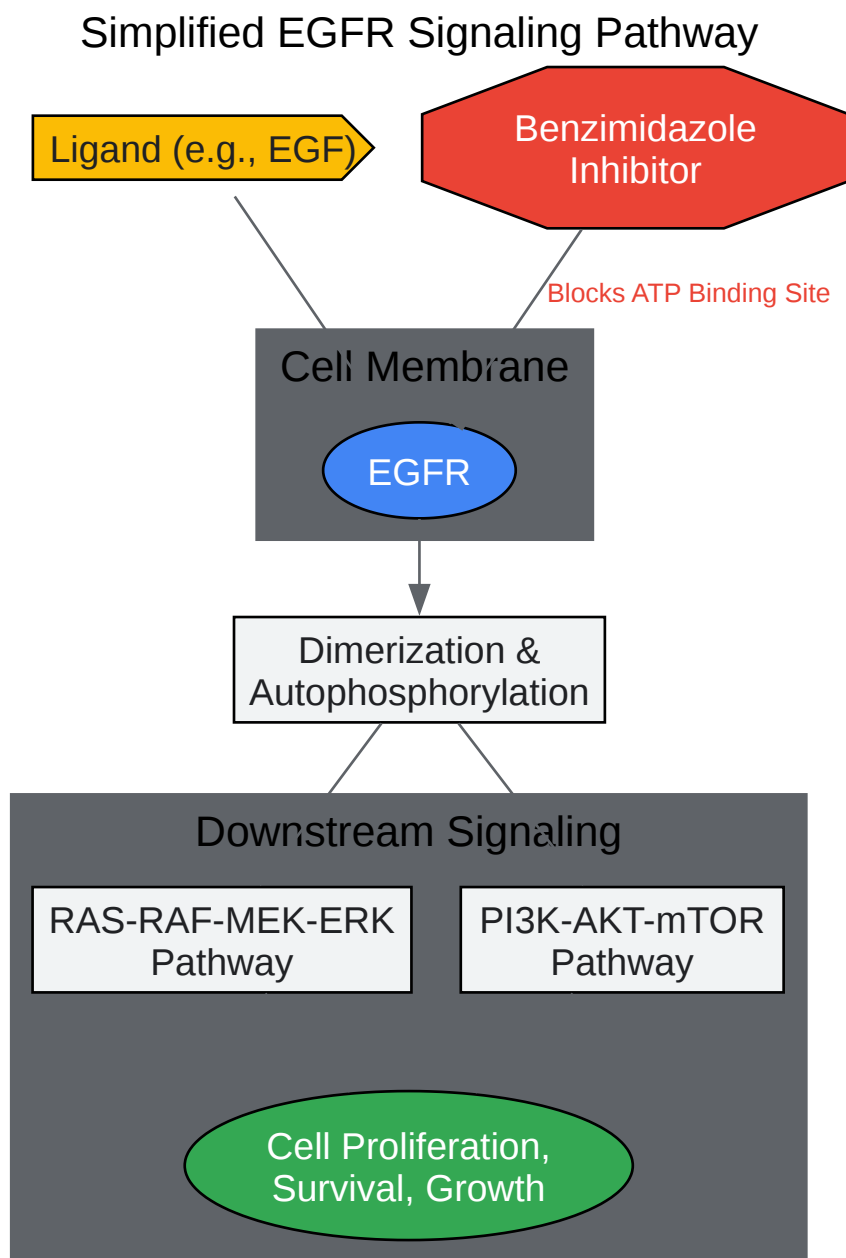 Simplified EGFR Signaling Pathway
Ligand (e.g., EGF)
Benzimidazole
Inhibitor
Blocks ATP Binding Site
Cell Membrane
EGFR
Dimerization &
Autophosphorylation
Downstream Signaling
RAS-RAF-MEK-ERK
Pathway
PI3K-AKT-mTOR
Pathway
Cell Proliferation,
Survival, Growth